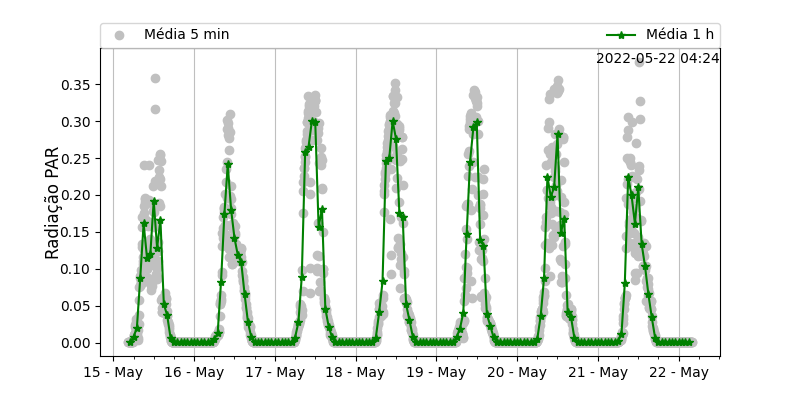 Média 5 min
Média 1 h
2022-05-22 04:24
Radiação PAR
0.35
0.30
0.25
0.20
0.15
0.10
0.05
0.00
15 - May
16 - May
17 - May
18 - May
19 - May
20 - May
21 - May
22 - May